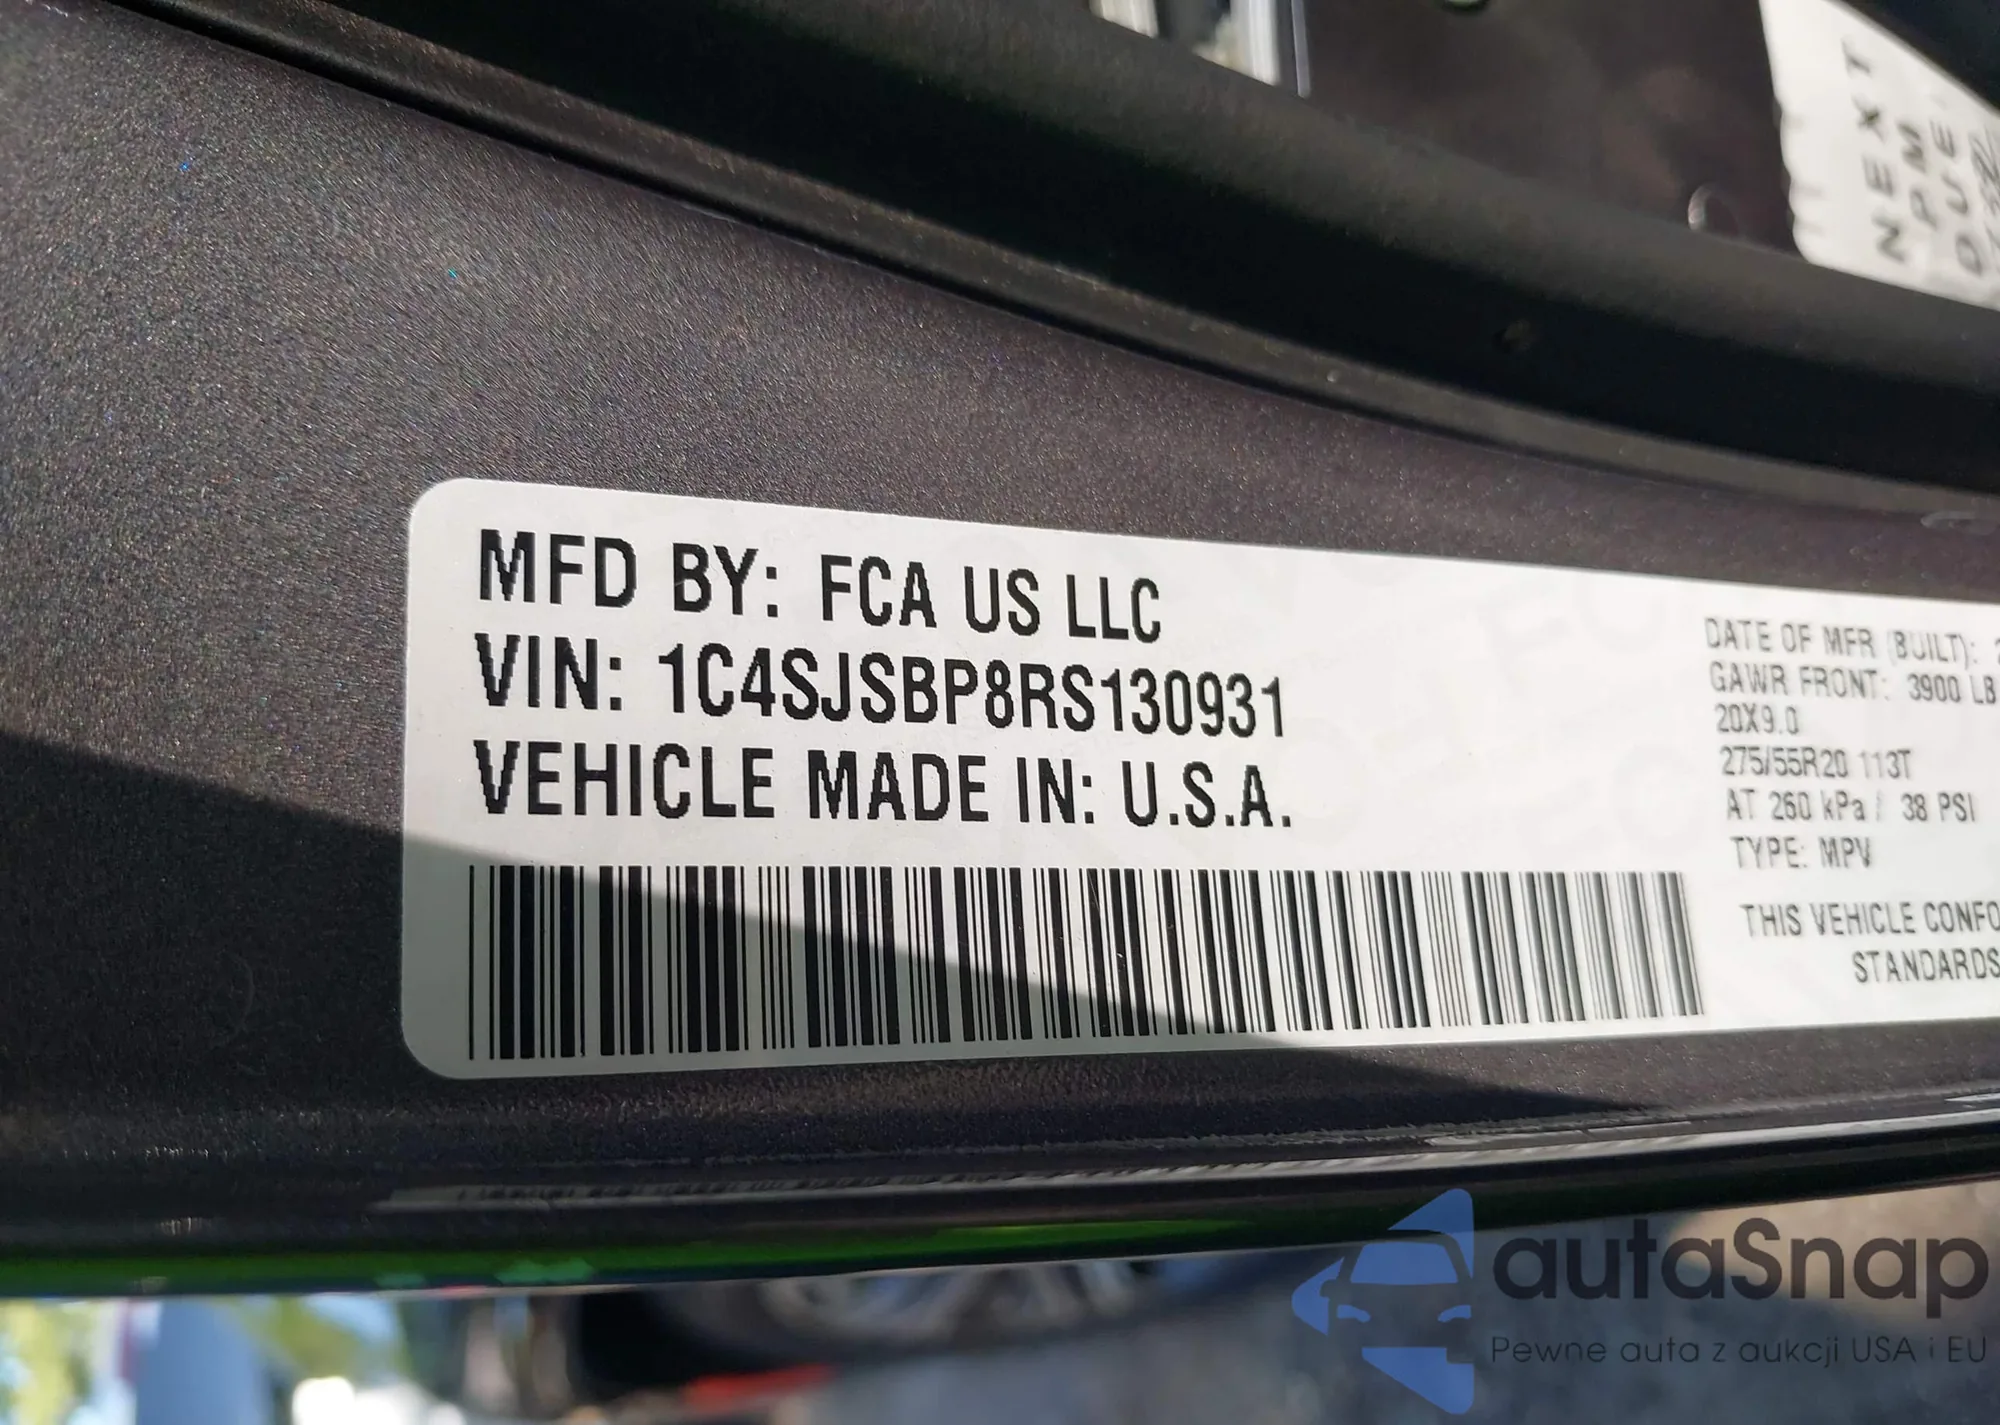 NEXT
PM
DUE
MFD BY: FCA US LLC
VIN: 1C4SJSBP8RS130931
VEHICLE MADE IN: U.S.A.
DATE OF MFR (BUILT):
GAWR FRONT: 3900 LB
20X9.0
275/55R20 113T
AT 260 kPa / 38 PSI
TYPE: MPV
THIS VEHICLE CONFO
STANDARDS
autaSnap
Pewne auta z aukcji USA i EU